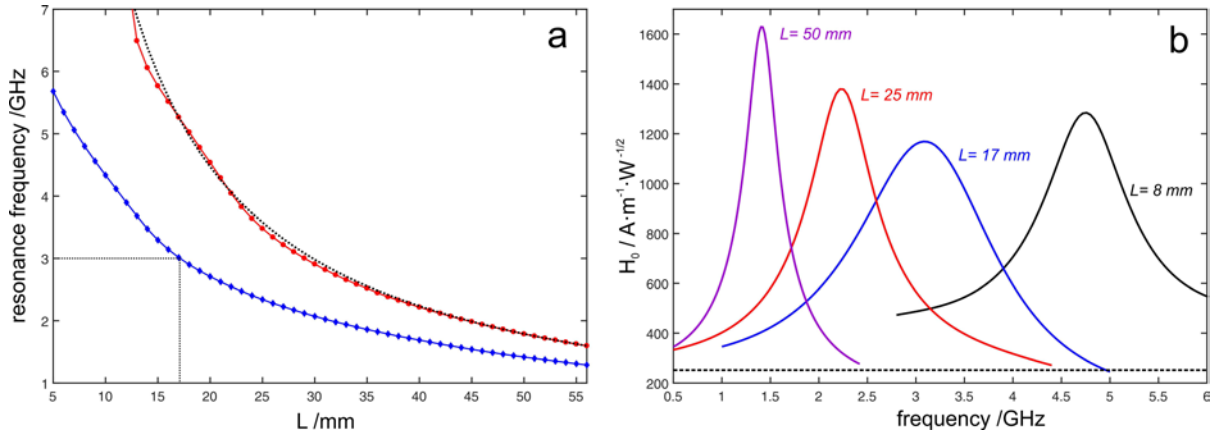 a
7
6
5
4
3
2
1
resonance frequency /GHz
5 10 15 20 25 30 35 40 45 50 55
L /mm
b
1600
1400
1200
1000
800
600
400
200
H₀ / A·m⁻¹·W⁻¹/²
L= 50 mm
L= 25 mm
L= 17 mm
L= 8 mm
0.5 1 1.5 2 2.5 3 3.5 4 4.5 5 5.5 6
frequency /GHz